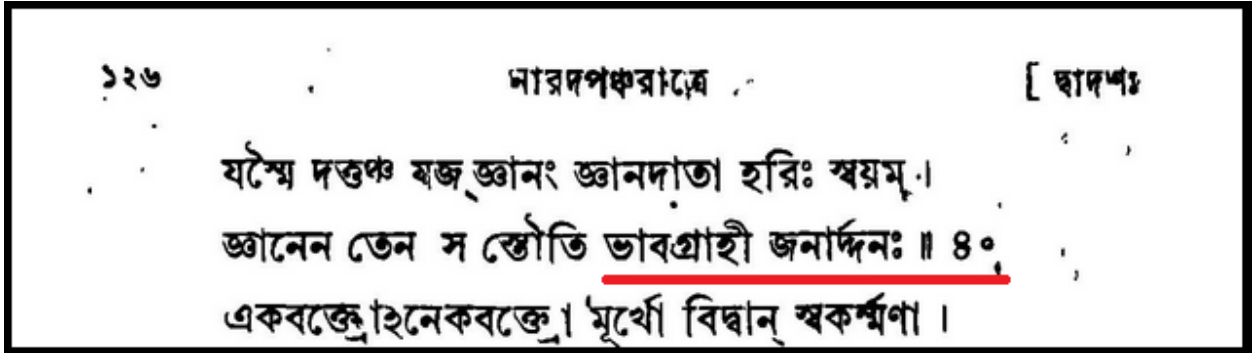 ১২৬ নারদপঞ্চরাত্রে [ দ্বাদশঃ
যস্মৈ দত্তঞ্চ যজ্ জ্ঞানং জ্ঞানদাতা হরিঃ স্বয়ম্ ।
জ্ঞানেন তেন স স্তৌতি ভাবগ্রাহী জনার্দ্দনঃ ॥ ৪০
একবক্ত্রোঽনেকবক্ত্রো মূর্খো বিদ্বান্ স্বকর্ম্মণা ।